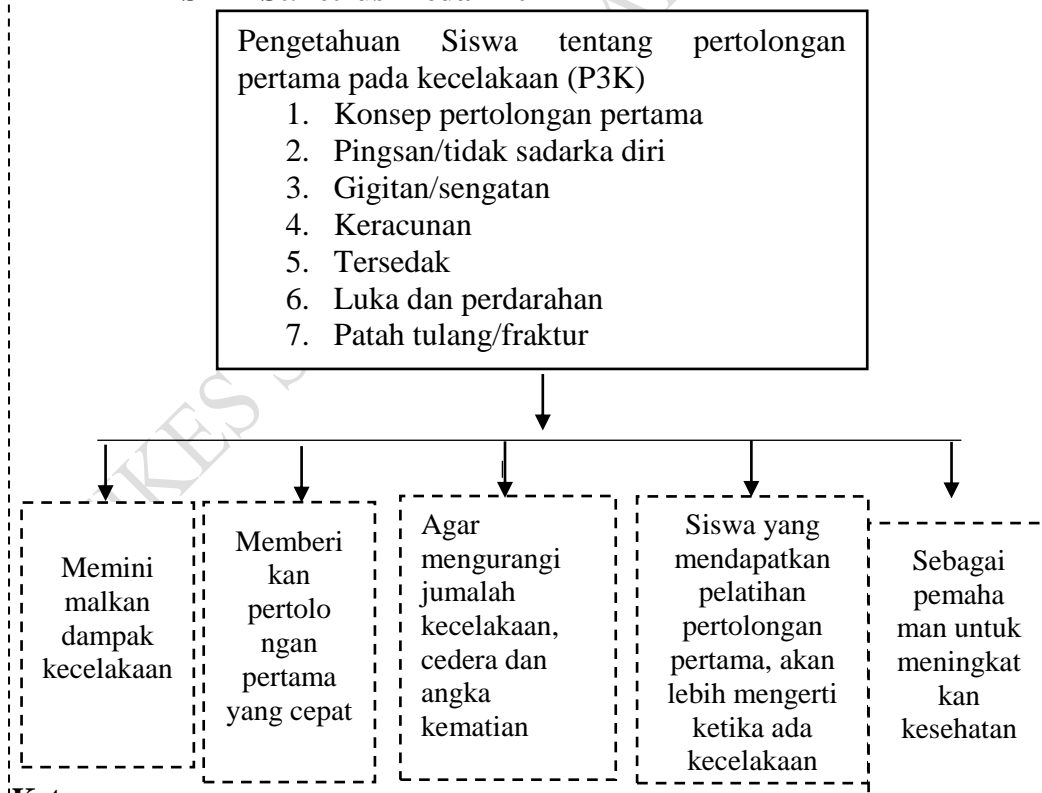 Pengetahuan Siswa tentang pertolongan
pertama pada kecelakaan (P3K)
1. Konsep pertolongan pertama
2. Pingsan/tidak sadarka diri
3. Gigitan/sengatan
4. Keracunan
5. Tersedak
6. Luka dan perdarahan
7. Patah tulang/fraktur
Memini
malkan
dampak
kecelakaan
Memberi
kan
pertolo
ngan
pertama
yang cepat
Agar
mengurangi
jumalah
kecelakaan,
cedera dan
angka
kematian
Siswa yang
mendapatkan
pelatihan
pertolongan
pertama, akan
lebih mengerti
ketika ada
kecelakaan
Sebagai
pemaha
man untuk
meningkat
kan
kesehatan